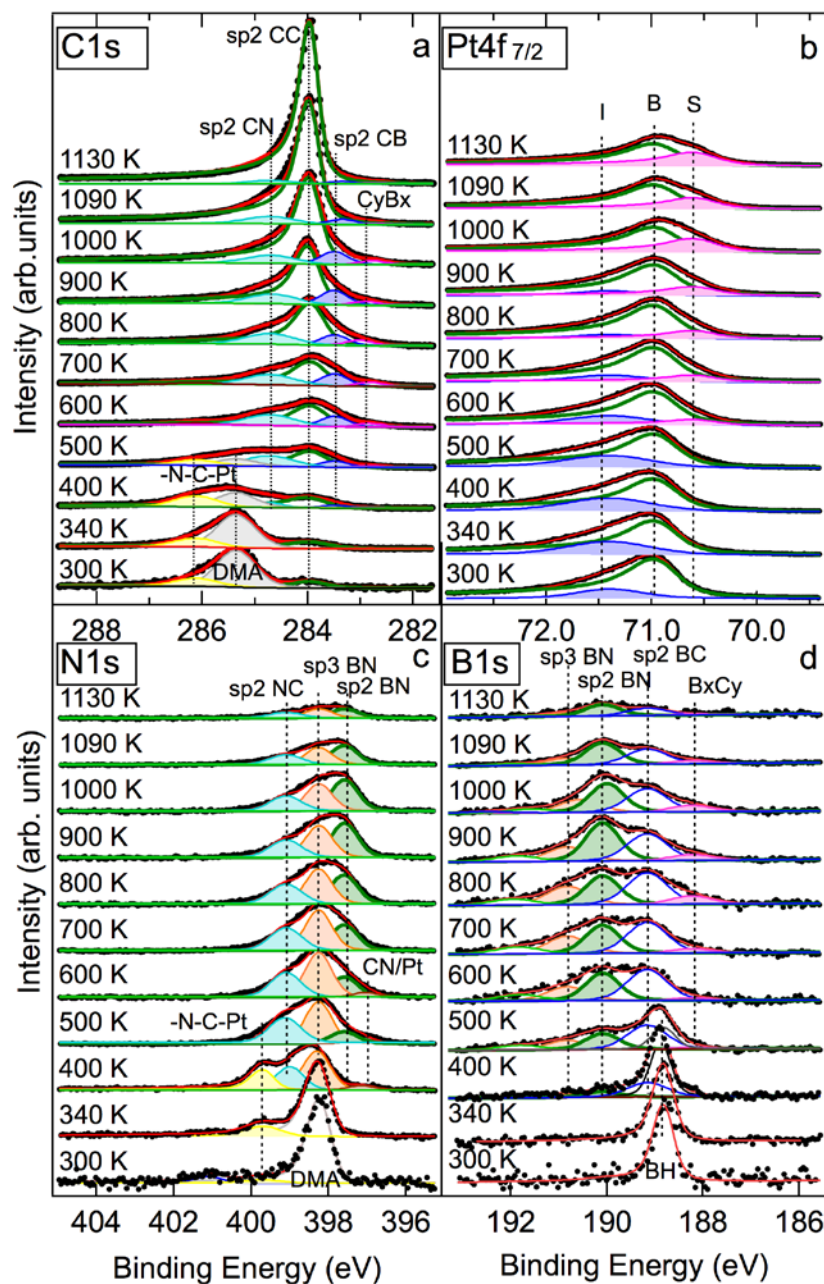 C1s
sp2 CC
a
sp2 CN
sp2 CB
CyBx
1130 K
1090 K
1000 K
900 K
800 K
700 K
600 K
500 K
-N-C-Pt
400 K
340 K
DMA
300 K
288 286 284 282
Intensity (arb.units)
Pt4f 7/2
b
I B S
1130 K
1090 K
1000 K
900 K
800 K
700 K
600 K
500 K
400 K
340 K
300 K
72.0 71.0 70.0
N1s
c
sp3 BN
sp2 NC
sp2 BN
1130 K
1090 K
1000 K
900 K
800 K
700 K
600 K
CN/Pt
500 K
-N-C-Pt
400 K
340 K
300 K
DMA
404 402 400 398 396
Binding Energy (eV)
Intensity (arb. units)
B1s
d
sp3 BN
sp2 BC
sp2 BN
BxCy
1130 K
1090 K
1000 K
900 K
800 K
700 K
600 K
500 K
400 K
340 K
300 K
BH
192 190 188 186
Binding Energy (eV)